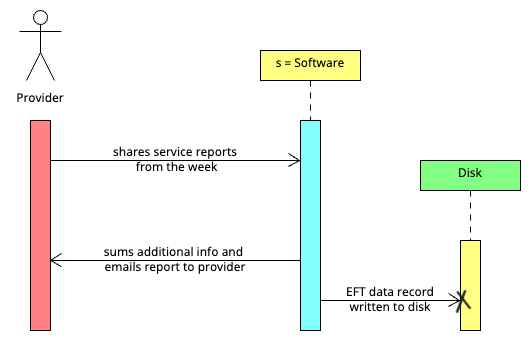 Provider
s = Software
shares service reports
from the week
Disk
sums additional info and
emails report to provider
EFT data record
written to disk